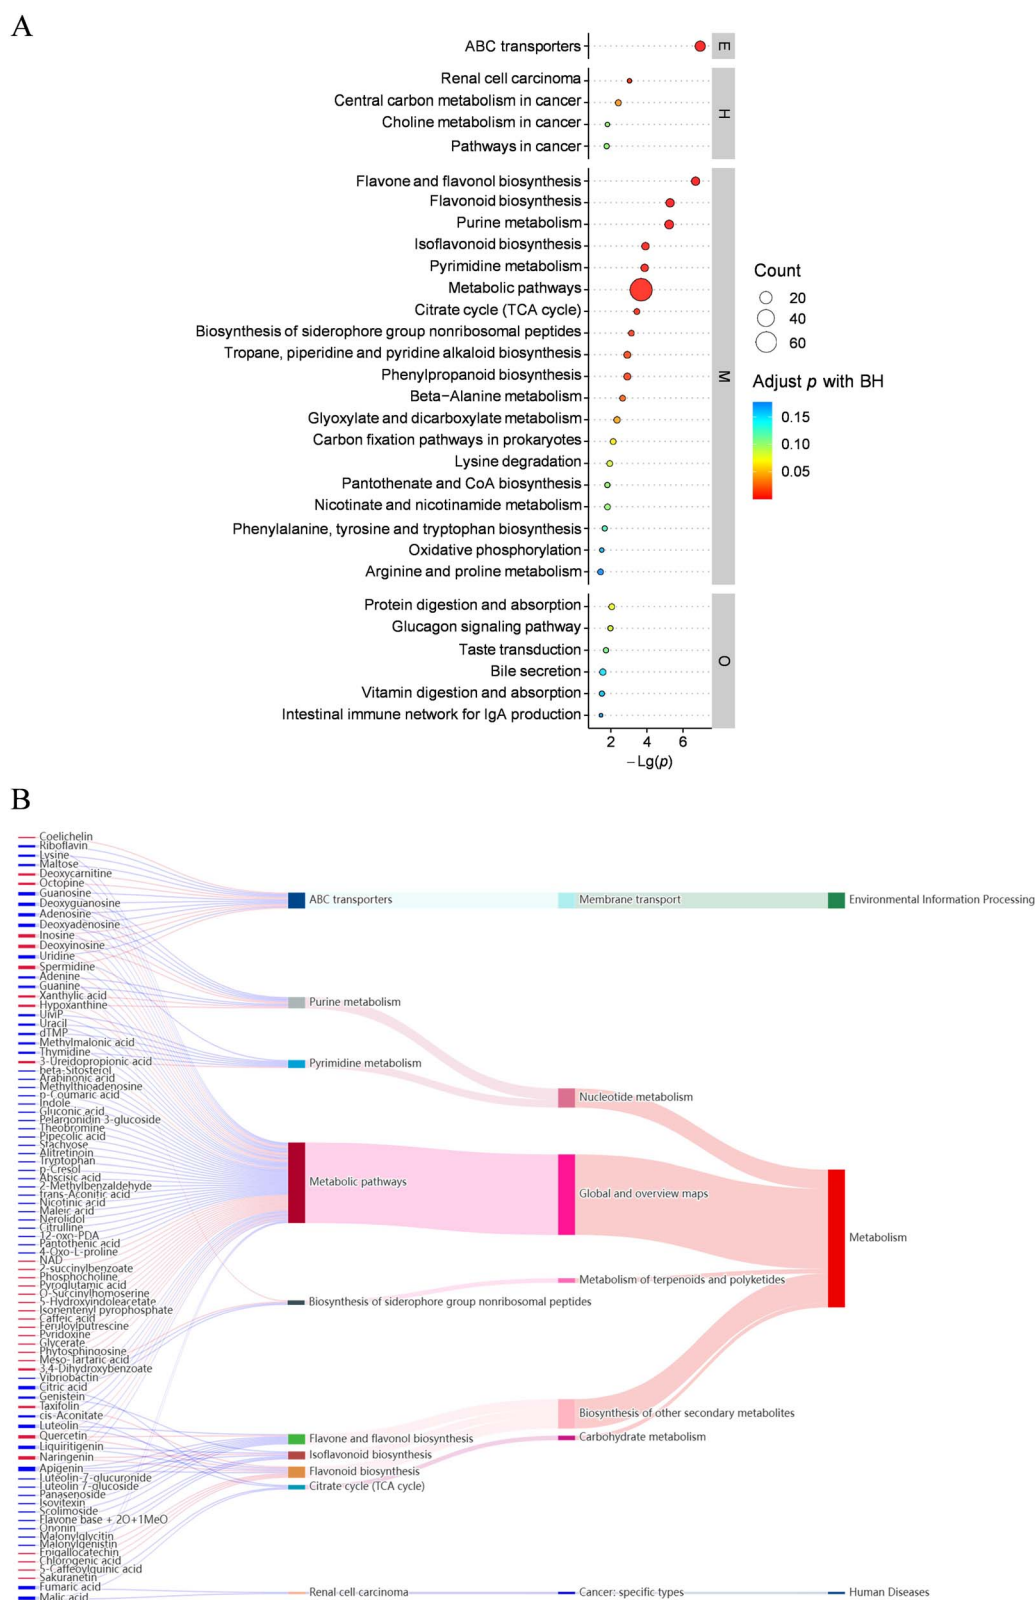 A
ABC transporters
E
Renal cell carcinoma
Central carbon metabolism in cancer
Choline metabolism in cancer
Pathways in cancer
H
Flavone and flavonol biosynthesis
Flavonoid biosynthesis
Purine metabolism
Isoflavonoid biosynthesis
Pyrimidine metabolism
Metabolic pathways
Citrate cycle (TCA cycle)
Biosynthesis of siderophore group nonribosomal peptides
Tropane, piperidine and pyridine alkaloid biosynthesis
Phenylpropanoid biosynthesis
Beta−Alanine metabolism
Glyoxylate and dicarboxylate metabolism
Carbon fixation pathways in prokaryotes
Lysine degradation
Pantothenate and CoA biosynthesis
Nicotinate and nicotinamide metabolism
Phenylalanine, tyrosine and tryptophan biosynthesis
Oxidative phosphorylation
Arginine and proline metabolism
M
Protein digestion and absorption
Glucagon signaling pathway
Taste transduction
Bile secretion
Vitamin digestion and absorption
Intestinal immune network for IgA production
O
2 4 6
−Lg(p)
Count
20
40
60
Adjust p with BH
0.15
0.10
0.05
B
Coelichelin
Riboflavin
Lysine
Maltose
Deoxycarnitine
Octopine
Guanosine
Deoxyguanosine
Adenosine
Deoxyadenosine
Inosine
Deoxyinosine
Uridine
Spermidine
Adenine
Guanine
Xanthylic acid
Hypoxanthine
Uracil
dTMP
Methylmalonic acid
Thymidine
3-Ureidopropionic acid
beta-Sitosterol
Arabinonic acid
Methylthioadenosine
p-Coumaric acid
Indole
Gluconic acid
Pelargonidin 3-glucoside
Theobromine
Pipecolic acid
Stachyose
Alitretinoin
Tryptophan
p-Cresol
Abscisic acid
2-Methylbenzaldehyde
trans-Aconitic acid
Nicotinic acid
Maleic acid
Nerolidol
Citrulline
12-oxo-PDA
Pantothenic acid
4-Oxo-L-proline
NAD
2-succinylbenzoate
Phosphocholine
Pyroglutamic acid
O-Succinylhomoserine
5-Hydroxyindoleacetate
Isopentenyl pyrophosphate
Caffeic acid
Feruloylputrescine
Pyridoxine
Glycerate
Phytosphingosine
Meso-Tartaric acid
3,4-Dihydroxybenzoate
Vibriobactin
Citric acid
Genistein
Taxifolin
cis-Aconitate
Luteolin
Quercetin
Liquiritigenin
Naringenin
Apigenin
Luteolin-7-glucuronide
Luteolin 7-glucoside
Panasenoside
Isovitexin
Scolimoside
Flavone base + 2O+1MeO
Ononin
Malonylglycitin
Malonylgenistin
Epigallocatechin
Chlorogenic acid
5-Caffeoylquinic acid
Sakuranetin
Fumaric acid
Malic acid
ABC transporters
Purine metabolism
Pyrimidine metabolism
Metabolic pathways
Biosynthesis of siderophore group nonribosomal peptides
Flavone and flavonol biosynthesis
Isoflavonoid biosynthesis
Flavonoid biosynthesis
Citrate cycle (TCA cycle)
Renal cell carcinoma
Membrane transport
Nucleotide metabolism
Global and overview maps
Metabolism of terpenoids and polyketides
Biosynthesis of other secondary metabolites
Carbohydrate metabolism
Cancer: specific types
Environmental Information Processing
Metabolism
Human Diseases